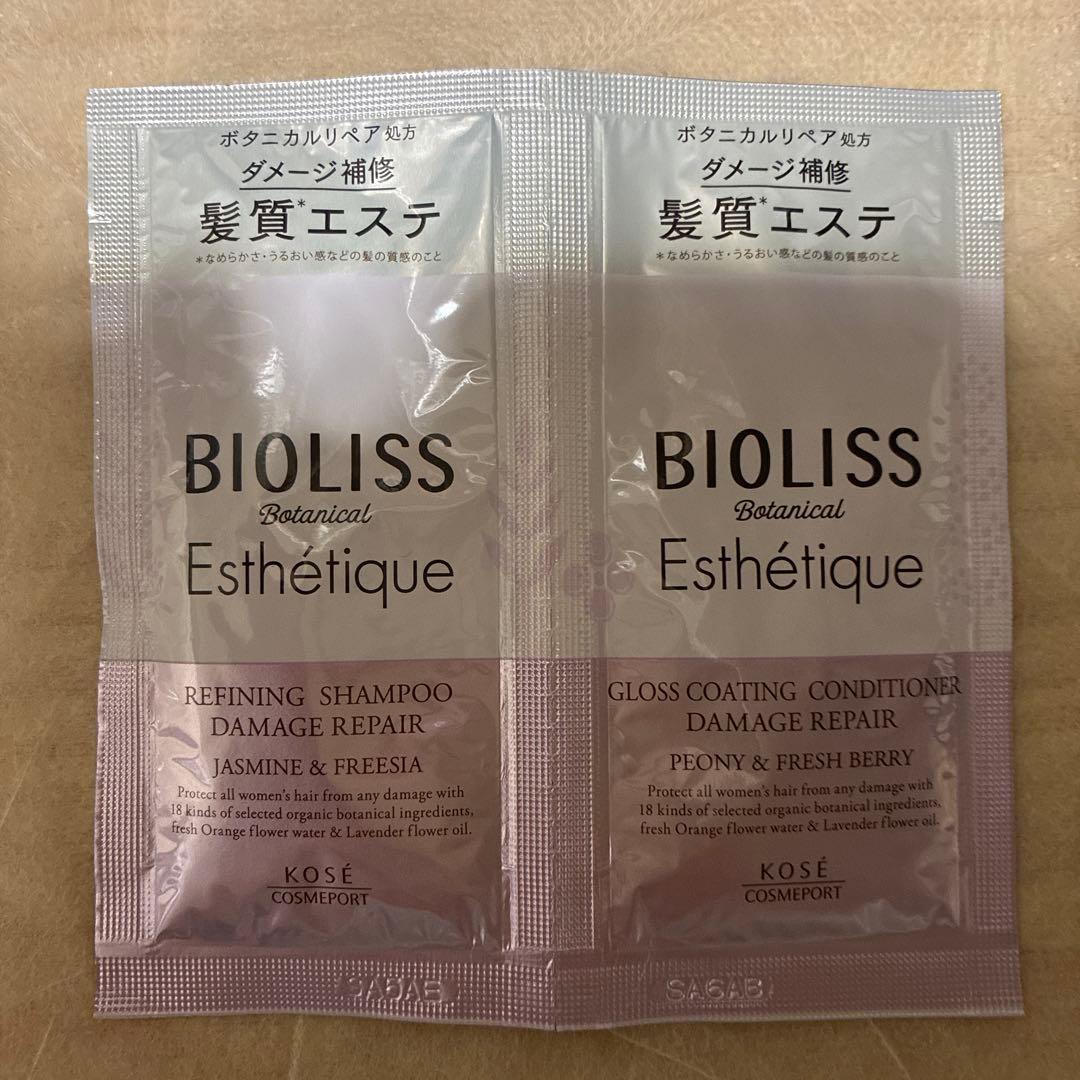 ボタニカルリペア処方
ダメージ補修
髪質*エステ
*なめらかさ・うるおい感などの髪の質感のこと
BIOLISS
Botanical
Esthétique
REFINING SHAMPOO
DAMAGE REPAIR
JASMINE & FREESIA
Protect all women's hair from any damage with
18 kinds of selected organic botanical ingredients,
fresh Orange flower water & Lavender flower oil.
KOSÉ
COSMEPORT
ボタニカルリペア処方
ダメージ補修
髪質*エステ
*なめらかさ・うるおい感などの髪の質感のこと
BIOLISS
Botanical
Esthétique
GLOSS COATING CONDITIONER
DAMAGE REPAIR
PEONY & FRESH BERRY
Protect all women's hair from any damage with
18 kinds of selected organic botanical ingredients,
fresh Orange flower water & Lavender flower oil.
KOSÉ
COSMEPORT